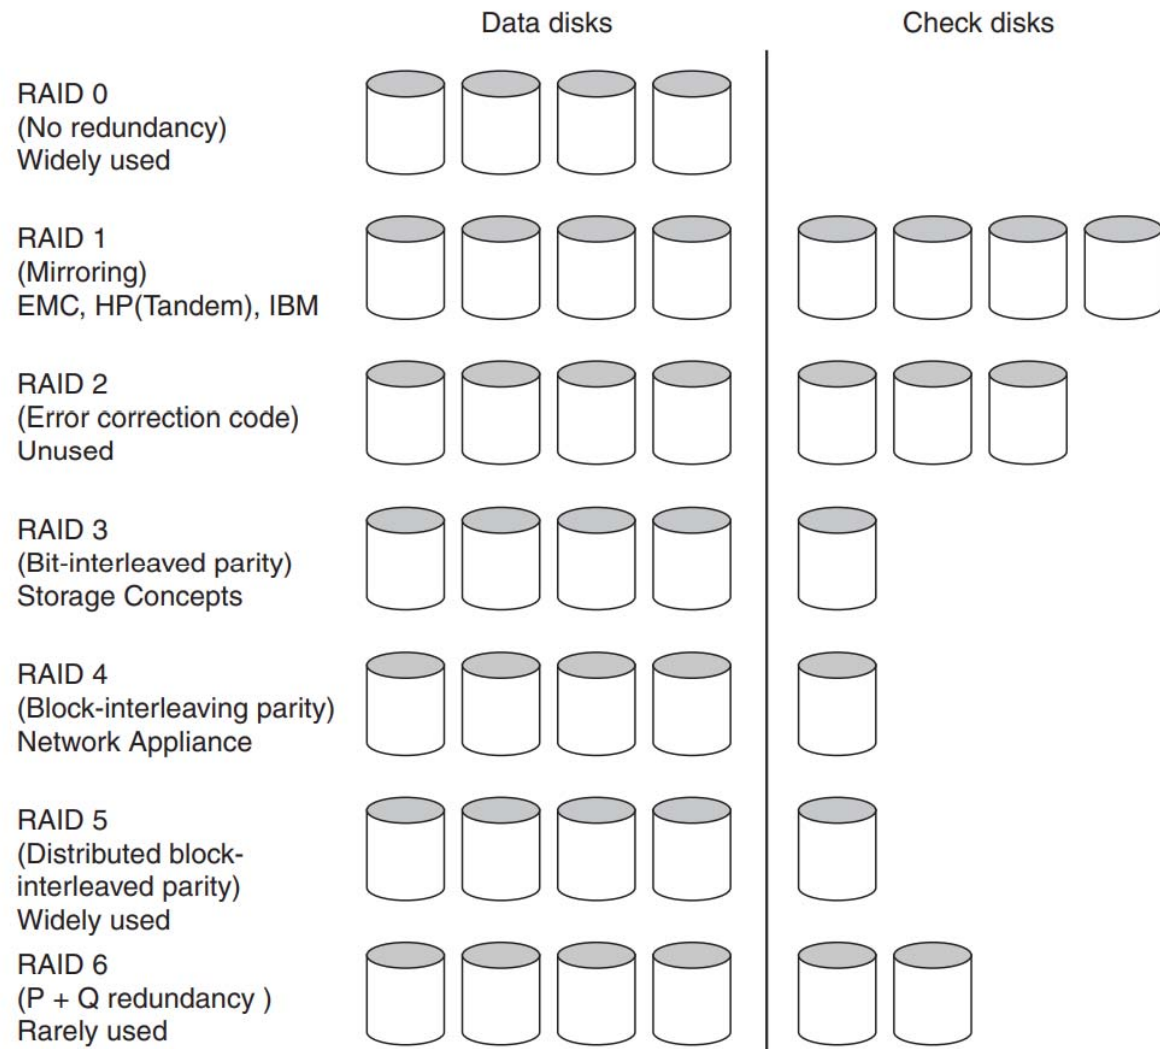 Data disks
Check disks
RAID 0
(No redundancy)
Widely used
RAID 1
(Mirroring)
EMC, HP(Tandem), IBM
RAID 2
(Error correction code)
Unused
RAID 3
(Bit-interleaved parity)
Storage Concepts
RAID 4
(Block-interleaving parity)
Network Appliance
RAID 5
(Distributed block-
interleaved parity)
Widely used
RAID 6
(P + Q redundancy )
Rarely used